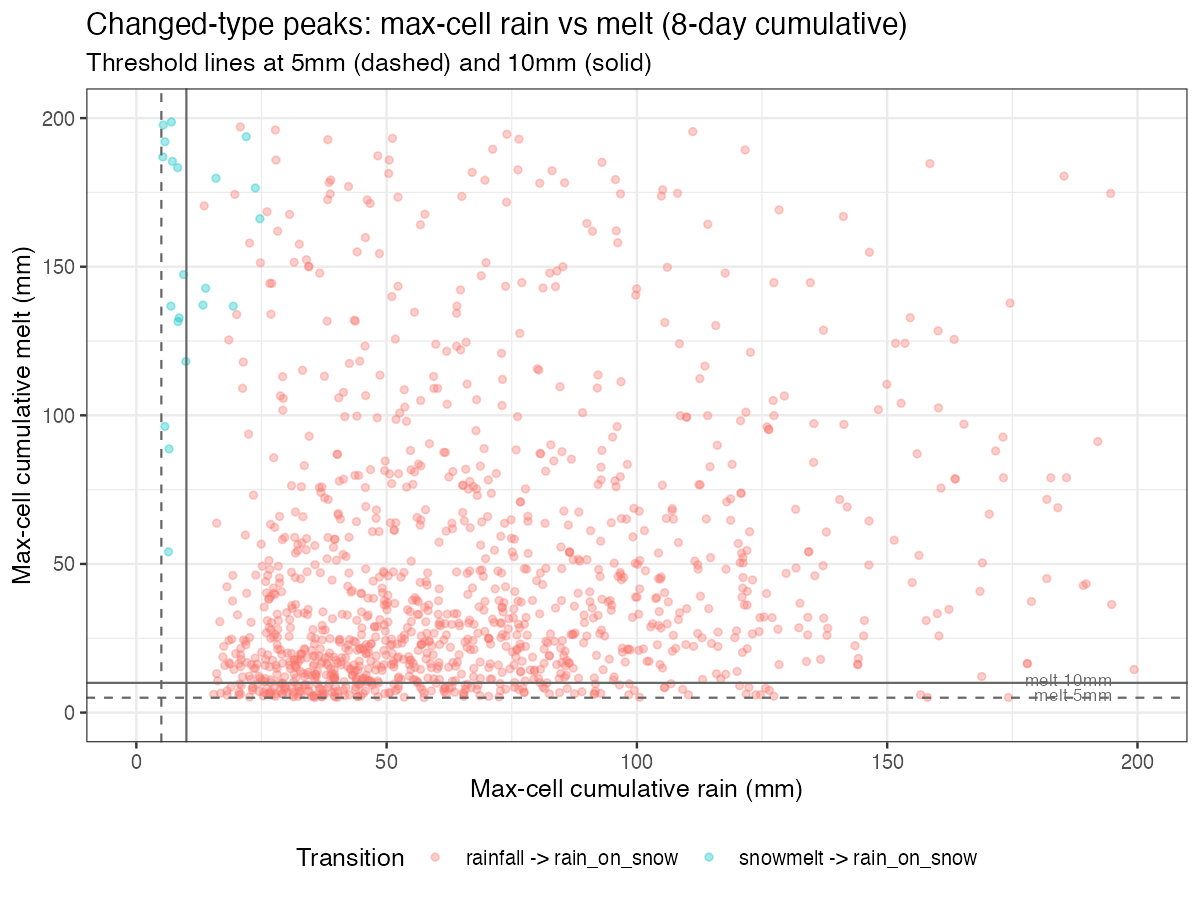 Changed-type peaks: max-cell rain vs melt (8-day cumulative)
Threshold lines at 5mm (dashed) and 10mm (solid)
Max-cell cumulative melt (mm)
200
150
100
50
0
melt 10mm
melt 5mm
0 50 100 150 200
Max-cell cumulative rain (mm)
Transition rainfall -> rain_on_snow snowmelt -> rain_on_snow